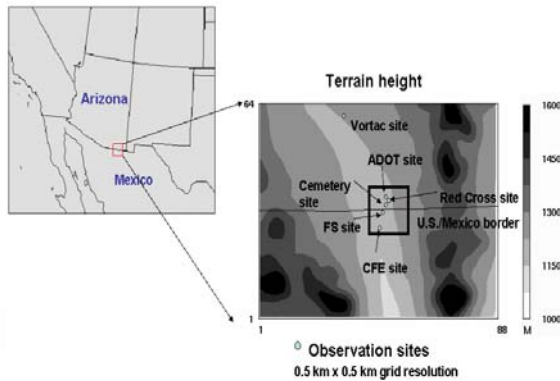 Arizona
Mexico
Terrain height
64
Vortac site
ADOT site
Cemetery
site
Red Cross site
FS site
U.S./Mexico border
CFE site
1
1
88
1600
1450
1300
1150
1000
M
Observation sites
0.5 km x 0.5 km grid resolution